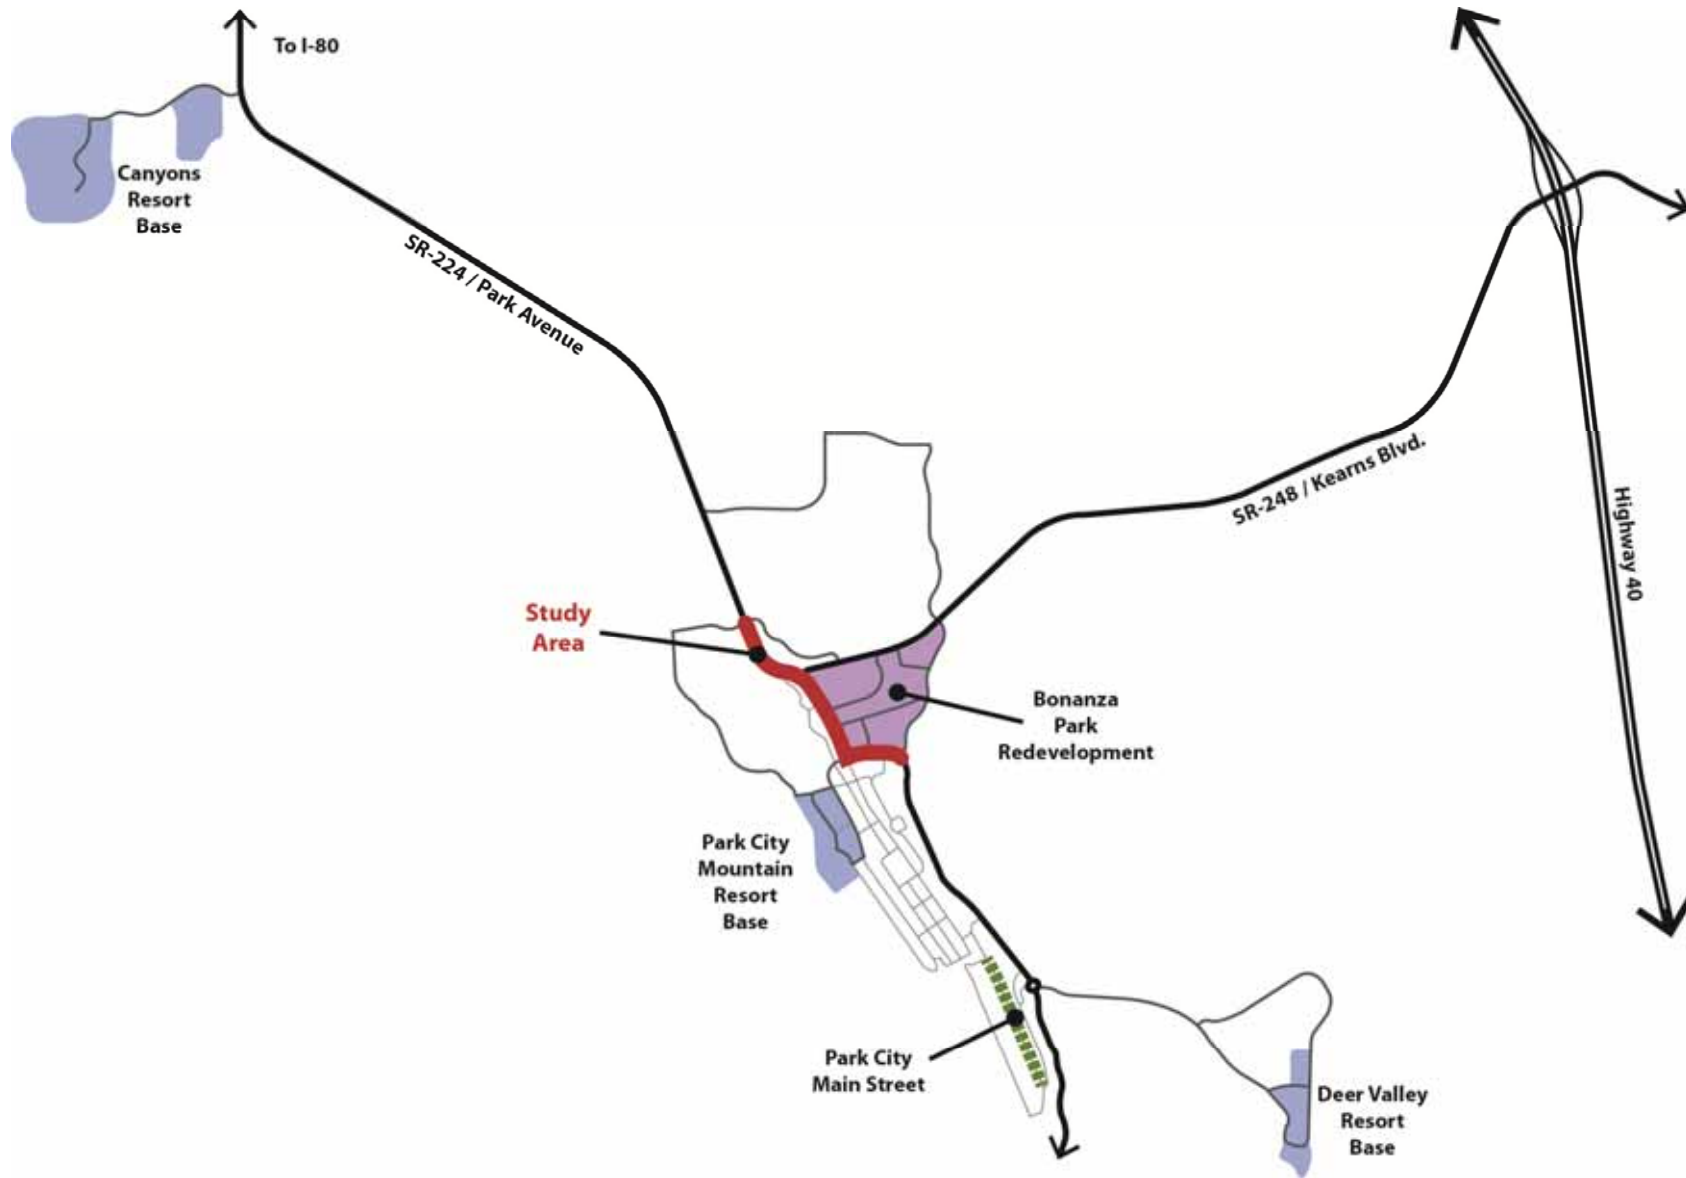 To I-80
Canyons
Resort
Base
SR-224 / Park Avenue
SR-248 / Kearns Blvd.
Highway 40
Study
Area
Bonanza
Park
Redevelopment
Park City
Mountain
Resort
Base
Park City
Main Street
Deer Valley
Resort
Base